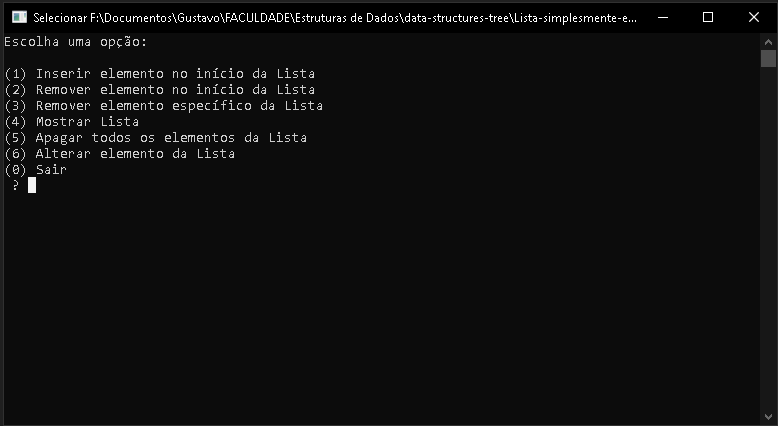 Selecionar F:\Documentos\Gustavo\FACULDADE\Estruturas de Dados\data-structures-tree\Lista-simplesmente-e...
Escolha uma opção:
(1) Inserir elemento no início da Lista
(2) Remover elemento no início da Lista
(3) Remover elemento específico da Lista
(4) Mostrar Lista
(5) Apagar todos os elementos da Lista
(6) Alterar elemento da Lista
(0) Sair
?